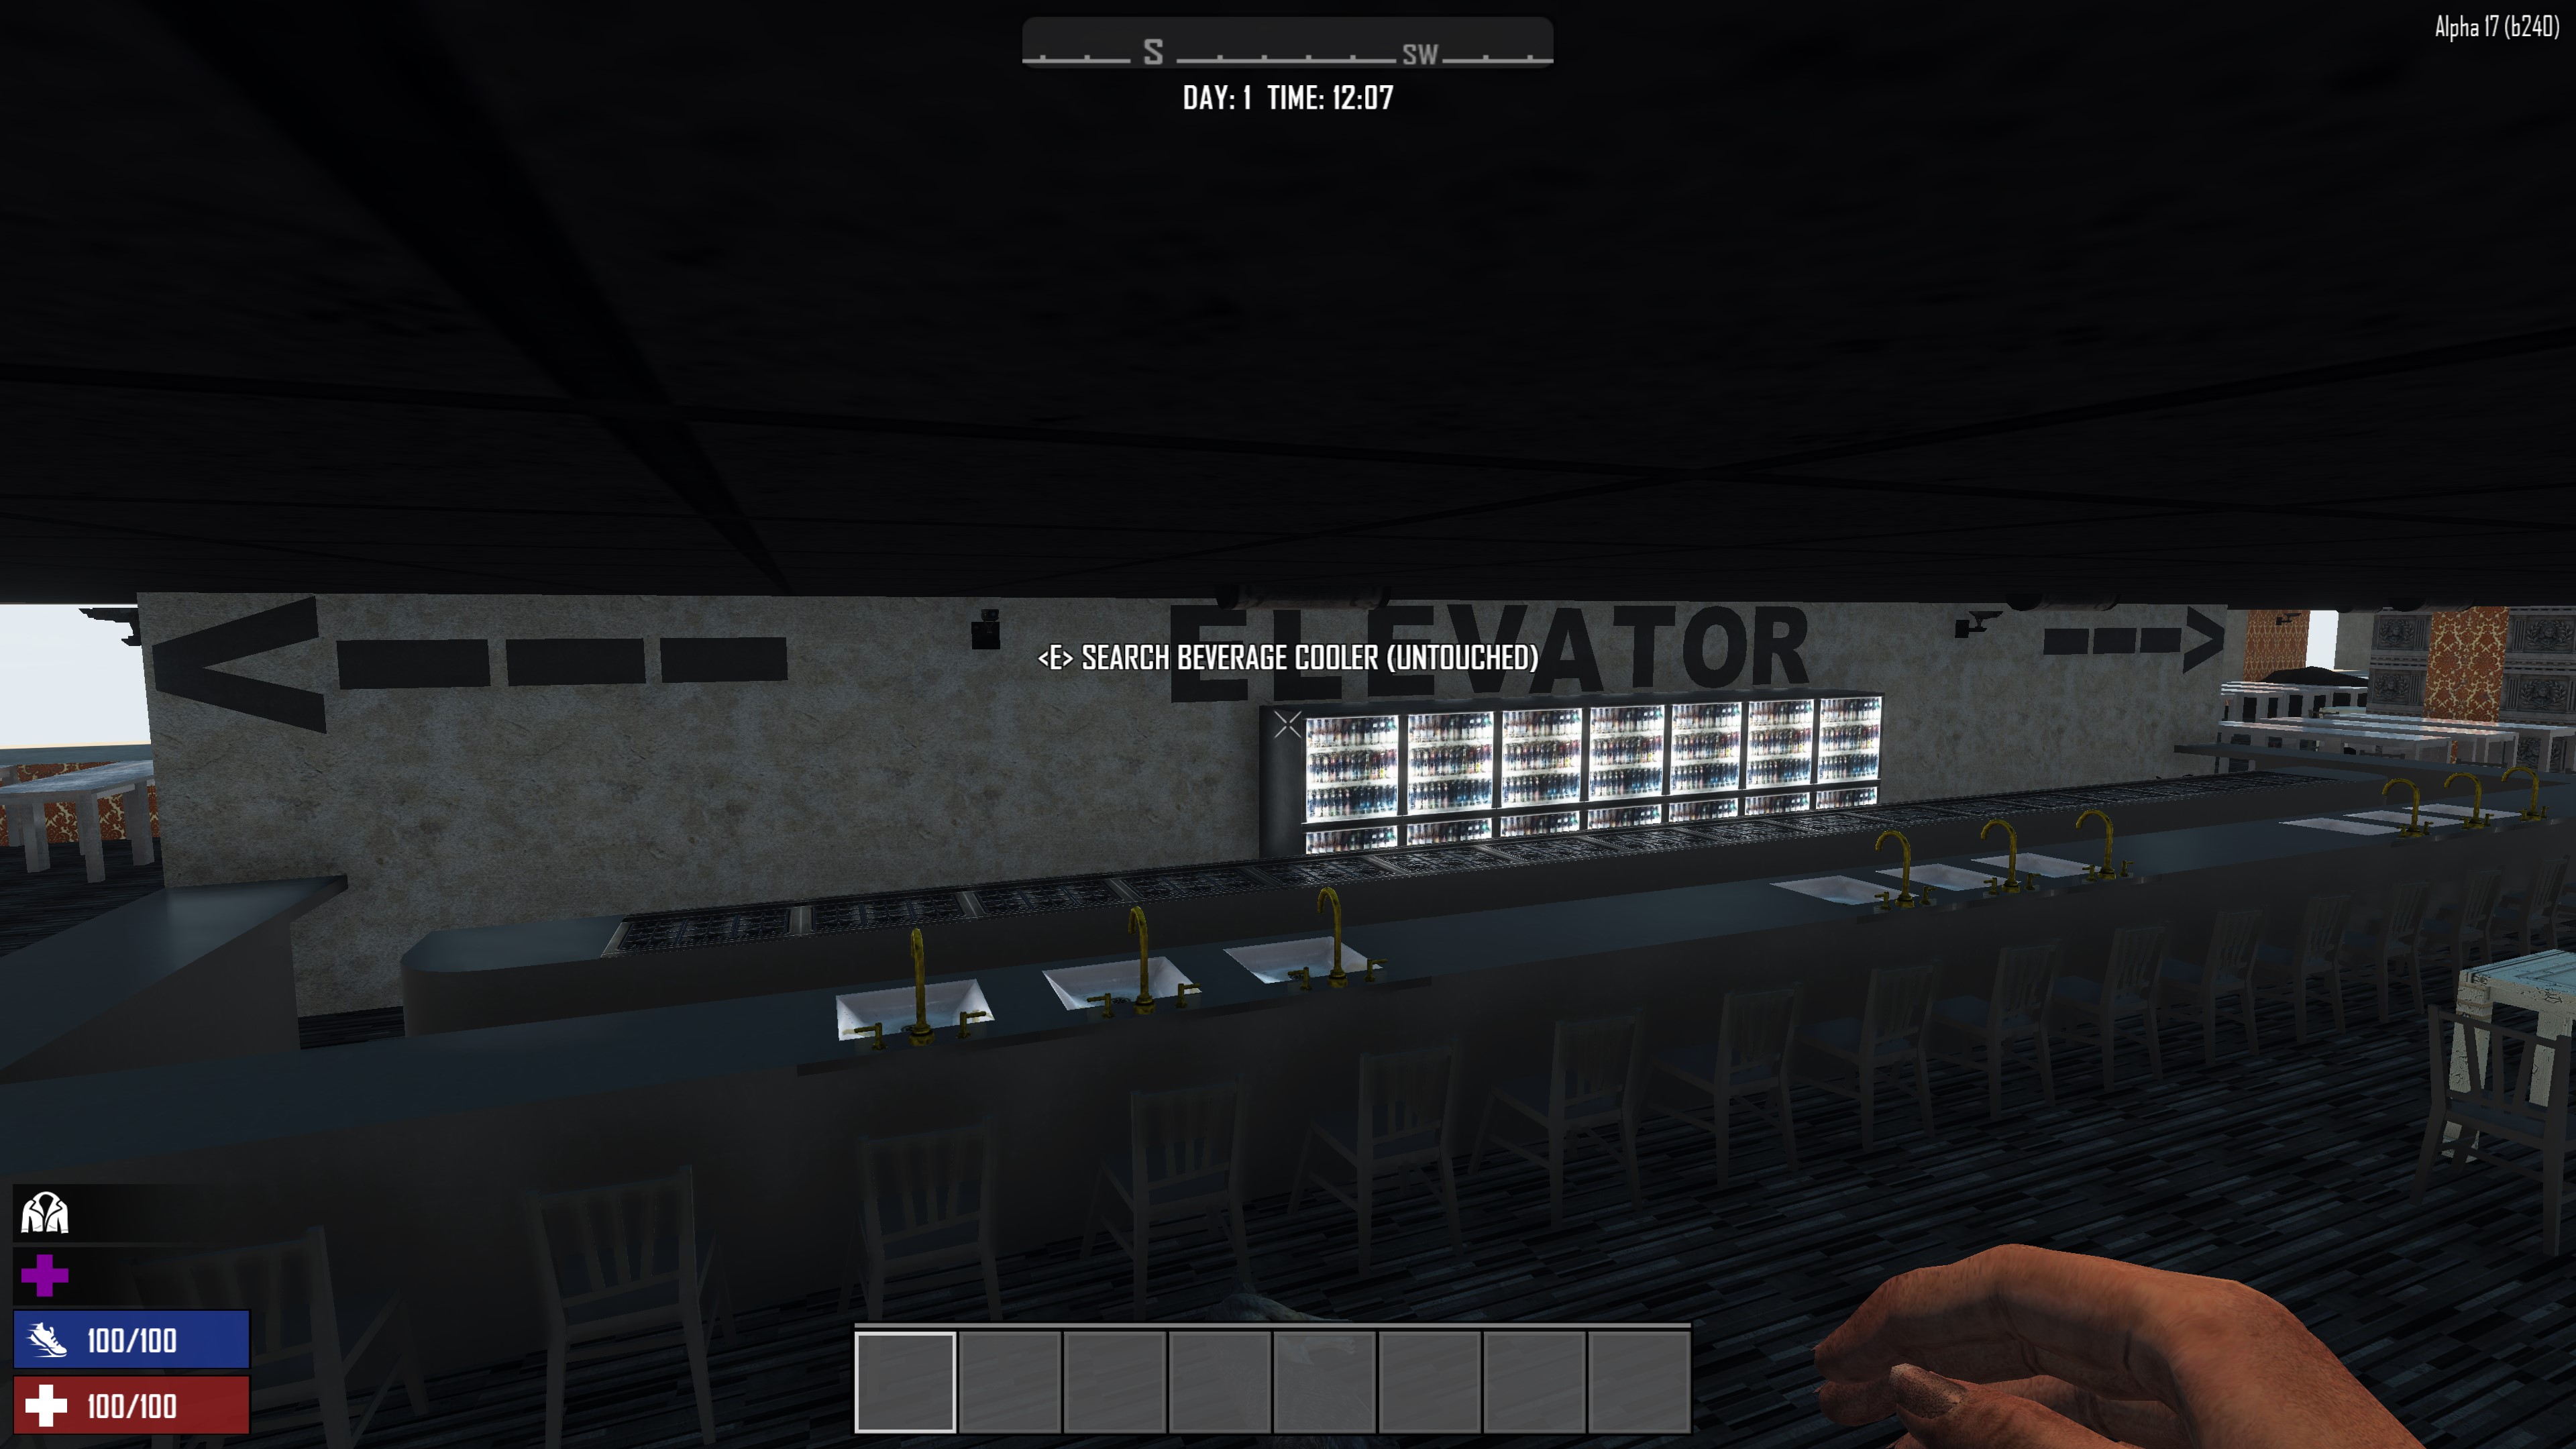 Alpha 17 (b240)
S SW
DAY: 1 TIME: 12:07
ELEVATOR
<E> SEARCH BEVERAGE COOLER (UNTOUCHED)
100/100
100/100